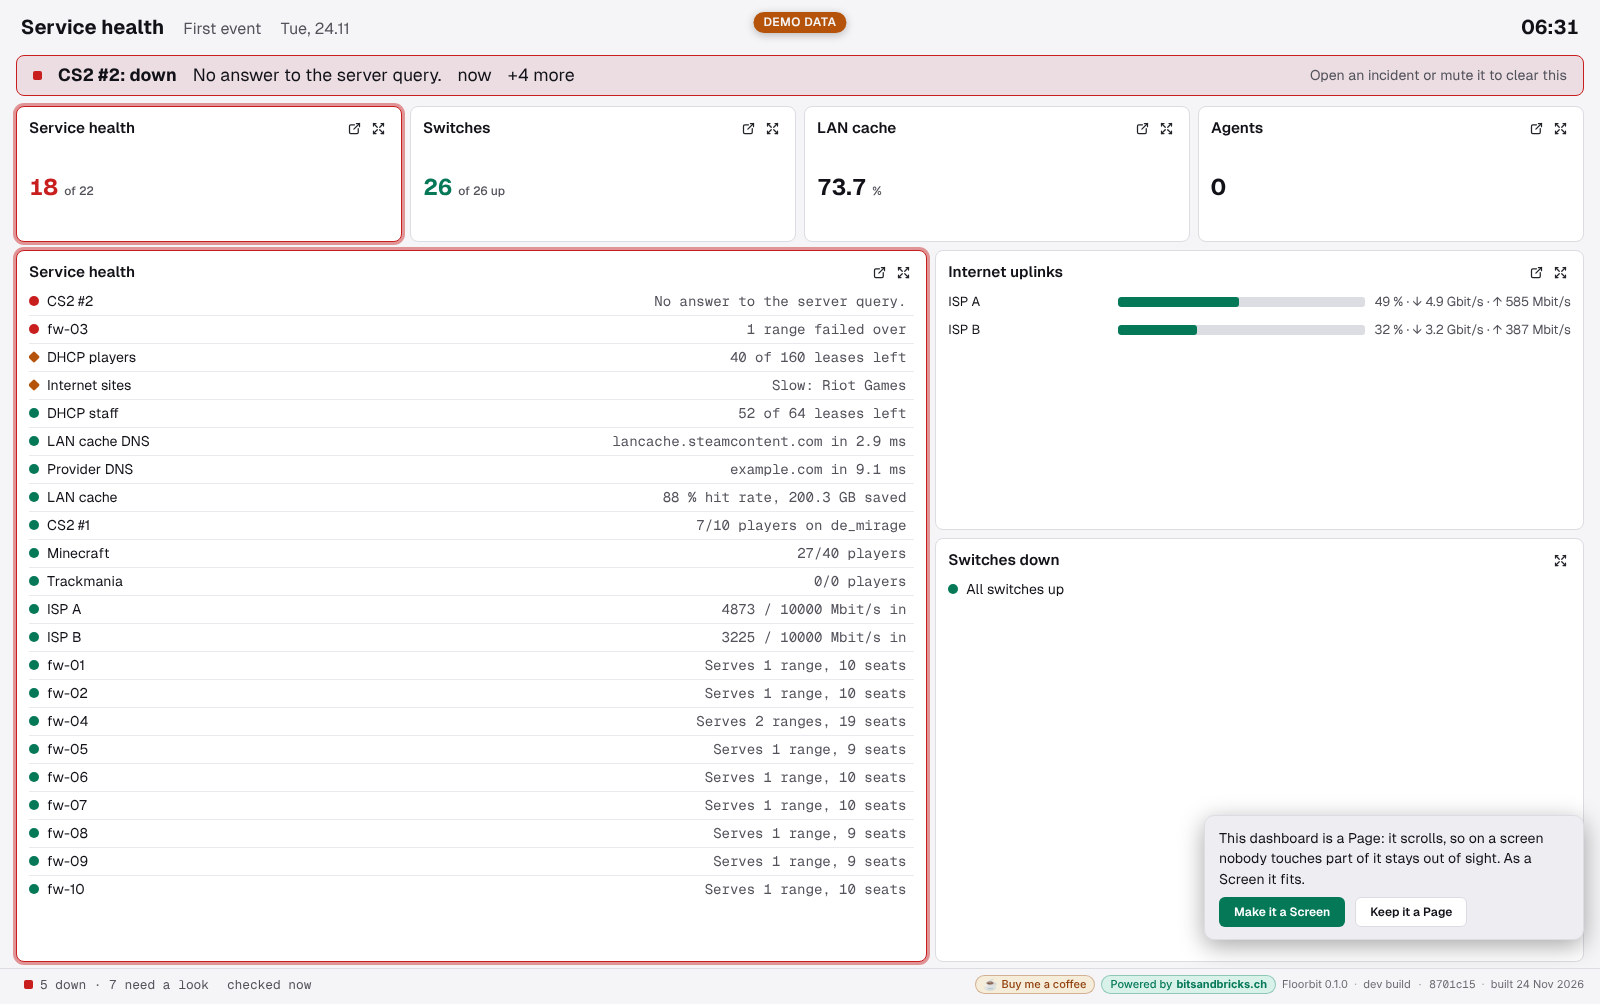 Service health First event Tue, 24.11 DEMO DATA 06:31
CS2 #2: down No answer to the server query. now +4 more Open an incident or mute it to clear this
Service health
18 of 22
Switches
26 of 26 up
LAN cache
73.7 %
Agents
0
Service health
CS2 #2 No answer to the server query.
fw-03 1 range failed over
DHCP players 40 of 160 leases left
Internet sites Slow: Riot Games
DHCP staff 52 of 64 leases left
LAN cache DNS lancache.steamcontent.com in 2.9 ms
Provider DNS example.com in 9.1 ms
LAN cache 88 % hit rate, 200.3 GB saved
CS2 #1 7/10 players on de_mirage
Minecraft 27/40 players
Trackmania 0/0 players
ISP A 4873 / 10000 Mbit/s in
ISP B 3225 / 10000 Mbit/s in
fw-01 Serves 1 range, 10 seats
fw-02 Serves 1 range, 10 seats
fw-04 Serves 2 ranges, 19 seats
fw-05 Serves 1 range, 9 seats
fw-06 Serves 1 range, 10 seats
fw-07 Serves 1 range, 10 seats
fw-08 Serves 1 range, 9 seats
fw-09 Serves 1 range, 9 seats
fw-10 Serves 1 range, 10 seats
Internet uplinks
ISP A 49 % · ↓ 4.9 Gbit/s · ↑ 585 Mbit/s
ISP B 32 % · ↓ 3.2 Gbit/s · ↑ 387 Mbit/s
Switches down
All switches up
This dashboard is a Page: it scrolls, so on a screen
nobody touches part of it stays out of sight. As a
Screen it fits.
Make it a Screen Keep it a Page
5 down · 7 need a look checked now ☕ Buy me a coffee Powered by bitsandbricks.ch Floorbit 0.1.0 · dev build · 8701c15 · built 24 Nov 2026